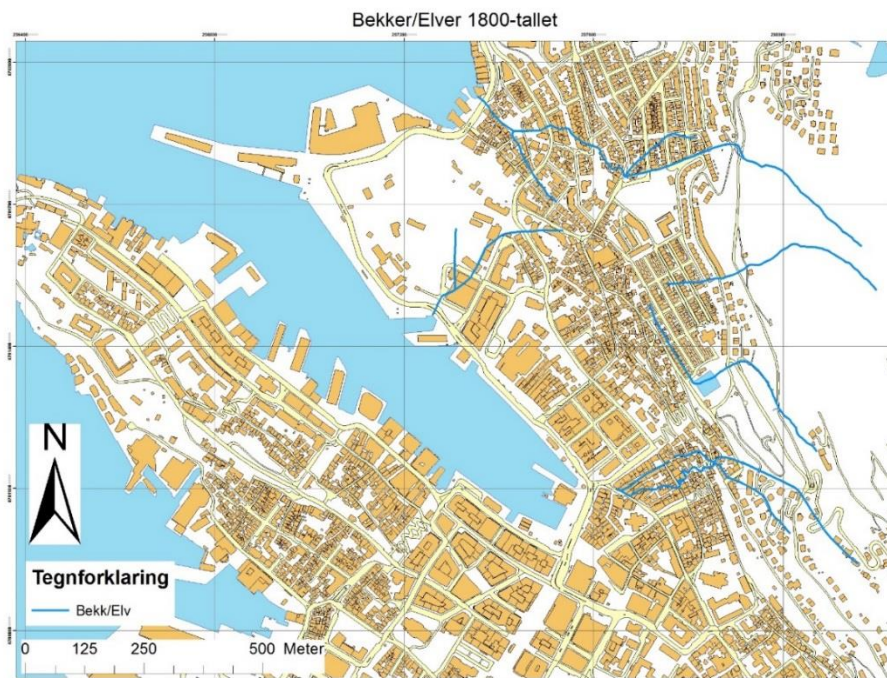 Bekker/Elver 1800-tallet
N
Tegnforklaring
Bekk/Elv
0 125 250 500 Meter